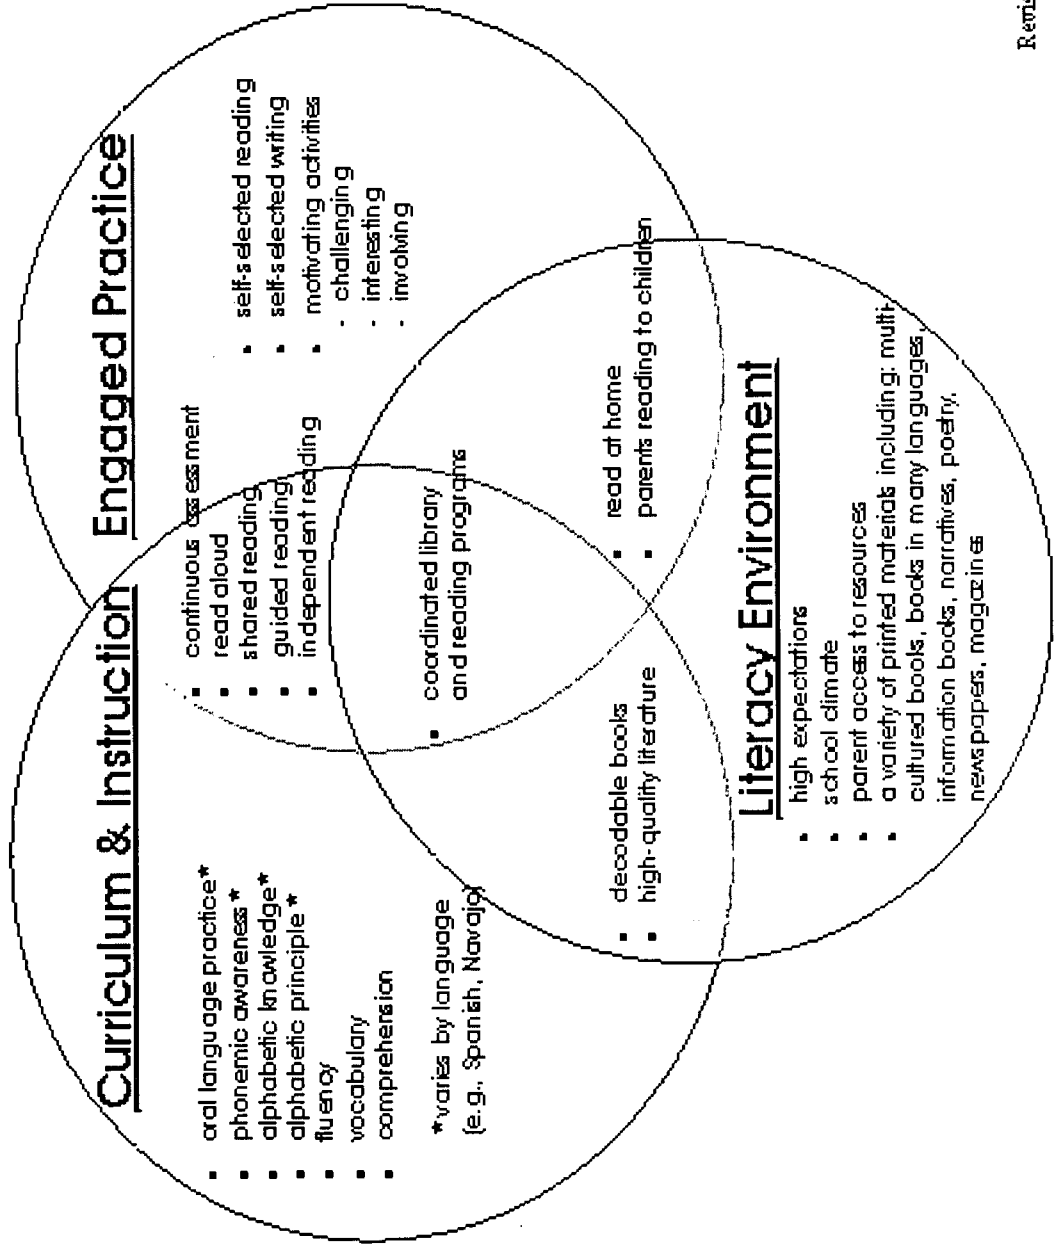 Curriculum & Instruction
▪ oral language practice*
▪ phonemic awareness*
▪ alphabetic knowledge*
▪ alphabetic principle*
▪ fluency
▪ vocabulary
▪ comprehension
*varies by language
(e.g., Spanish, Navajo)
▪ continuous assessment
▪ read aloud
▪ shared reading
▪ guided reading
▪ independent reading
Engaged Practice
▪ self-selected reading
▪ self-selected writing
▪ motivating activities
- challenging
- interesting
- involving
▪ coordinated library
and reading programs
▪ decodable books
▪ high-quality literature
▪ read at home
▪ parents reading to children
Literacy Environment
▪ high expectations
▪ school climate
▪ parent access to resources
▪ a variety of printed materials including: multi-
cultured books, books in many languages,
information books, narratives, poetry,
newspapers, magazines